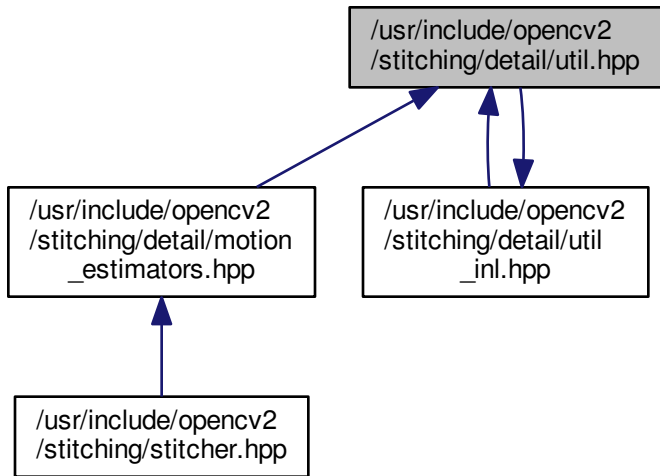 /usr/include/opencv2
/stitching/detail/util.hpp
/usr/include/opencv2
/stitching/detail/motion
_estimators.hpp
/usr/include/opencv2
/stitching/detail/util
_inl.hpp
/usr/include/opencv2
/stitching/stitcher.hpp